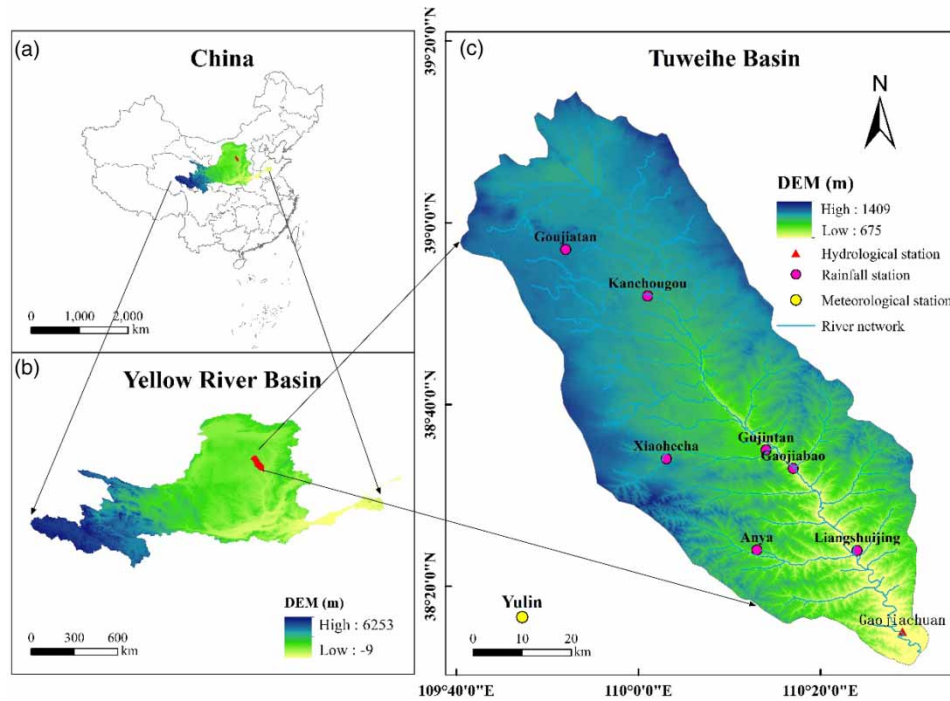 (a)
China
0 1,000 2,000
km
(b)
Yellow River Basin
DEM (m)
High : 6253
Low : -9
0 300 600
km
(c)
Tuweihe Basin
N
DEM (m)
High : 1409
Low : 675
Hydrological station
Rainfall station
Meteorological station
River network
Goujiatan
Kanchougou
Xiaohecha
Gujintan
Gaojiabao
Anya
Liangshuijing
Gaojiachuan
Yulin
0 10 20
km
39°20'0"N
39°0'0"N
38°40'0"N
38°20'0"N
109°40'0"E
110°0'0"E
110°20'0"E